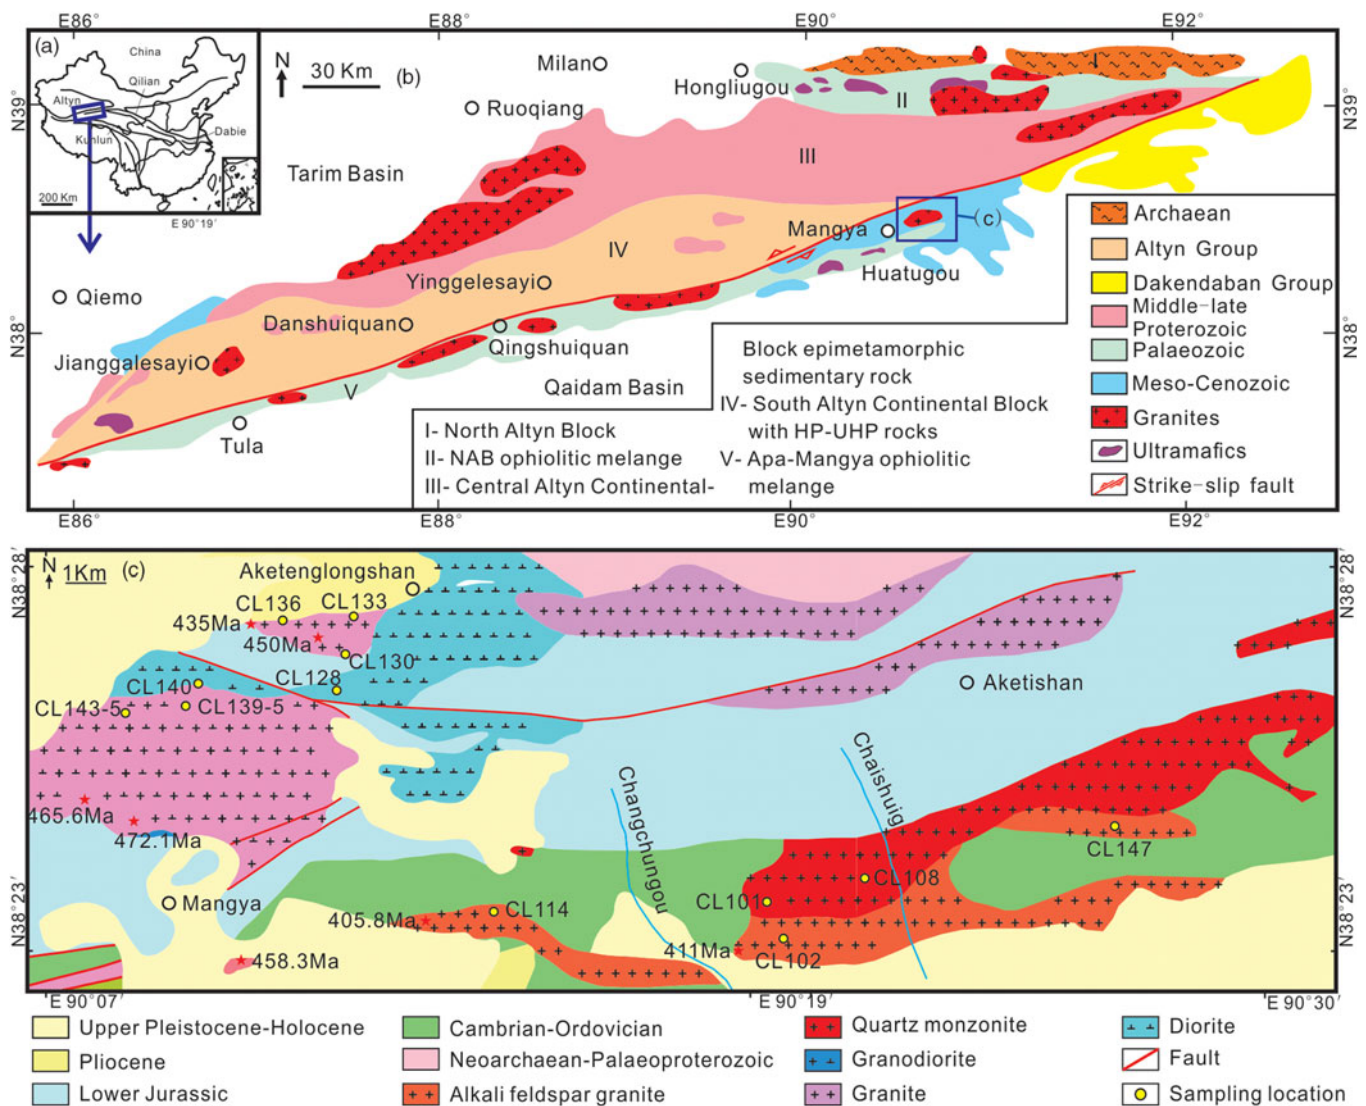 E86°
E88°
E90°
E92°
(a)
China
Qilian
Altyn
Kunlun
Dabie
200 Km
E 90°19′
N
30 Km
(b)
Milan
Ruoqiang
Hongliugou
I
II
III
Tarim Basin
N39°
N39°
Mangya
(c)
IV
Huatugou
Yinggelesayi
Qiemo
Danshuiquan
N38°
N38°
Qingshuiquan
Jianggalesayi
Qaidam Basin
V
Tula
I- North Altyn Block
II- NAB ophiolitic melange
III- Central Altyn Continental-
Block epimetamorphic
sedimentary rock
IV- South Altyn Continental Block
with HP-UHP rocks
V- Apa-Mangya ophiolitic
melange
Archaean
Altyn Group
Dakendaban Group
Middle-late
Proterozoic
Palaeozoic
Meso-Cenozoic
Granites
Ultramafics
Strike-slip fault
E86°
E88°
E90°
E92°
N
1Km
(c)
N38°28′
N38°28′
Aketenglongshan
CL136
CL133
435Ma
450Ma
CL130
CL128
CL140
CL143-5
CL139-5
Aketishan
Changchungou
Chaishuig
465.6Ma
472.1Ma
CL147
CL108
Mangya
CL101
CL114
405.8Ma
N38°23′
N38°23′
411Ma
CL102
458.3Ma
E 90°07′
E 90°19′
E 90°30′
Upper Pleistocene-Holocene
Pliocene
Lower Jurassic
Cambrian-Ordovician
Neoarchaean-Palaeoproterozoic
Alkali feldspar granite
Quartz monzonite
Granodiorite
Granite
Diorite
Fault
Sampling location